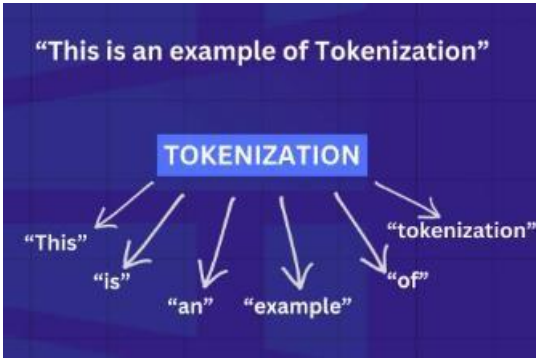 “This is an example of Tokenization”
TOKENIZATION
“This”
“is”
“an”
“example”
“of”
“tokenization”